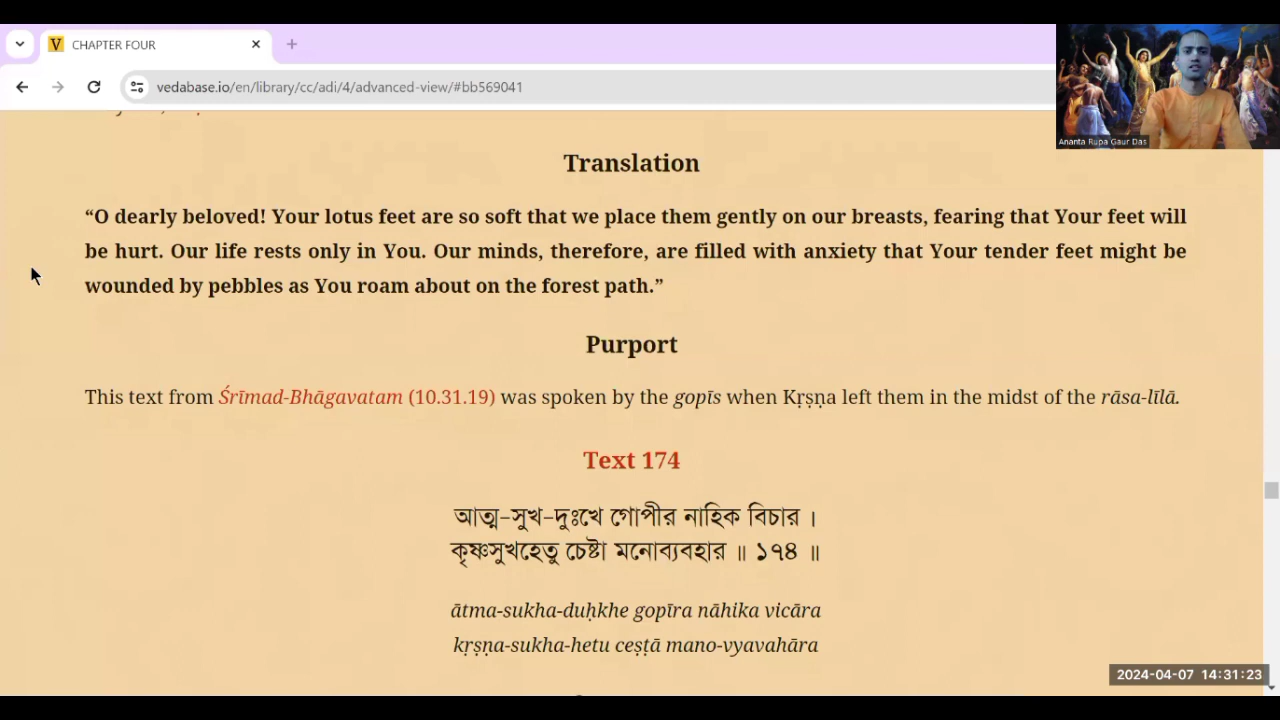 CHAPTER FOUR
vedabase.io/en/library/cc/adi/4/advanced-view/#bb569041
Ananta Rupa Gaur Das
Translation
“O dearly beloved! Your lotus feet are so soft that we place them gently on our breasts, fearing that Your feet will
be hurt. Our life rests only in You. Our minds, therefore, are filled with anxiety that Your tender feet might be
wounded by pebbles as You roam about on the forest path.”
Purport
This text from Śrīmad-Bhāgavatam (10.31.19) was spoken by the gopīs when Kṛṣṇa left them in the midst of the rāsa-līlā.
Text 174
আত্ম-সুখ-দুঃখে গোপীর নাহিক বিচার ।
কৃষ্ণসুখহেতু চেষ্টা মনোব্যবহার ॥ ১৭৪ ॥
ātma-sukha-duḥkhe gopīra nāhika vicāra
kṛṣṇa-sukha-hetu ceṣṭā mano-vyavahāra
2024-04-07 14:31:23